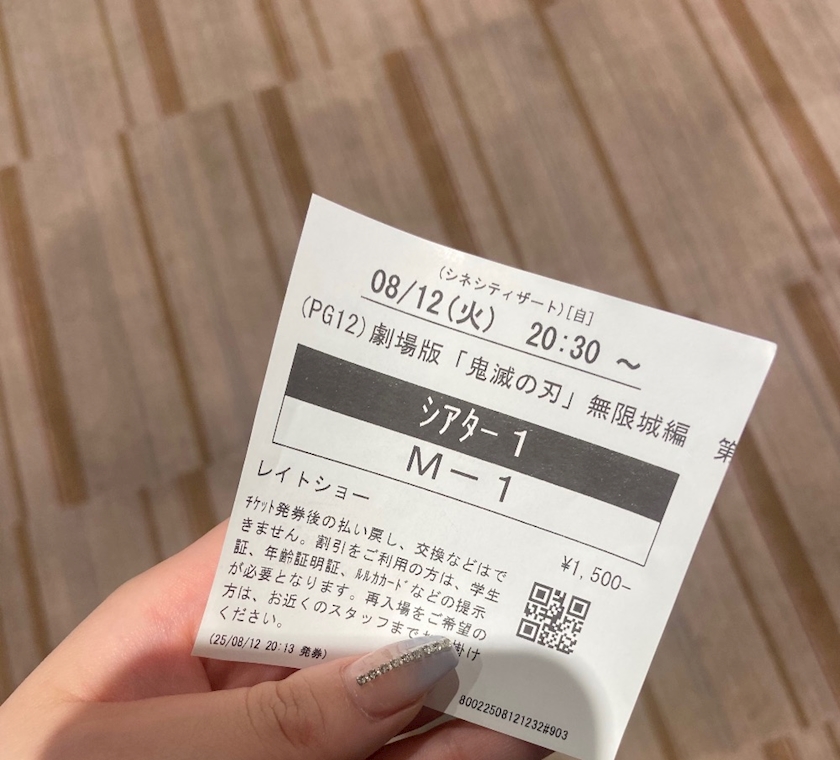 (シネシティザート)[自]
08/12(火) 20:30 ～
(PG12)劇場版「鬼滅の刃」無限城編 第
シアター 1
M－1
レイトショー
¥1,500-
ﾁｹｯﾄ発券後の払い戻し、交換などはで
きません。割引をご利用の方は、学生
証、年齢証明証、ﾙﾙｶｶｰﾄﾞなどの提示
が必要となります。再入場をご希望の
方は、お近くのスタッフまで 掛け
ください。
(25/08/12 20:13 発券)
80022508121232#903